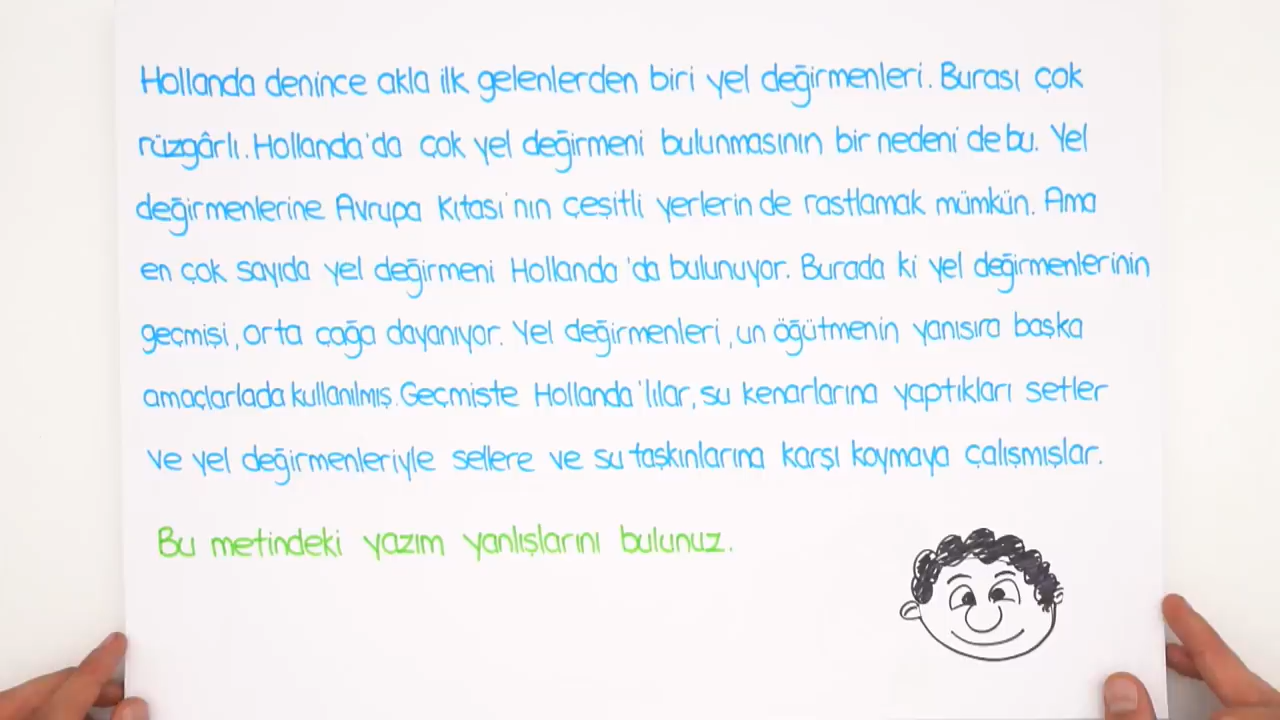 Hollanda denince akla ilk gelenlerden biri yel değirmenleri. Burası çok
rüzgârlı. Hollanda'da çok yel değirmeni bulunmasının bir nedeni de bu. Yel
değirmenlerine Avrupa Kıtası'nın çeşitli yerlerin de rastlamak mümkün. Ama
en çok sayıda yel değirmeni Hollanda'da bulunuyor. Burada ki yel değirmenlerinin
geçmişi, orta çağa dayanıyor. Yel değirmenleri, un öğütmenin yanısıra başka
amaçlarlada kullanılmış. Geçmişte Hollanda'lılar, su kenarlarına yaptıkları setler
ve yel değirmenleriyle sellere ve su taşkınlarına karşı koymaya çalışmışlar.
Bu metindeki yazım yanlışlarını bulunuz.